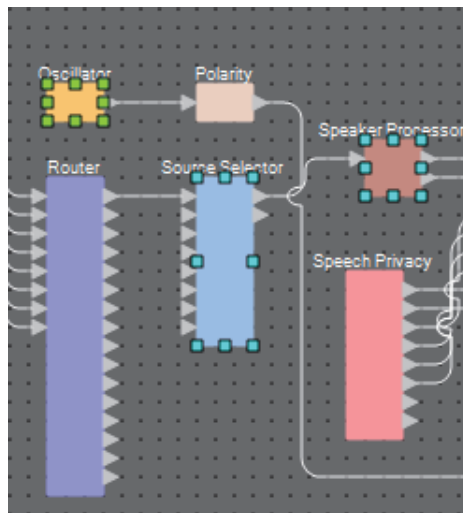 Oscillator
Polarity
Speaker Processor
Router
Source Selector
Speech Privacy